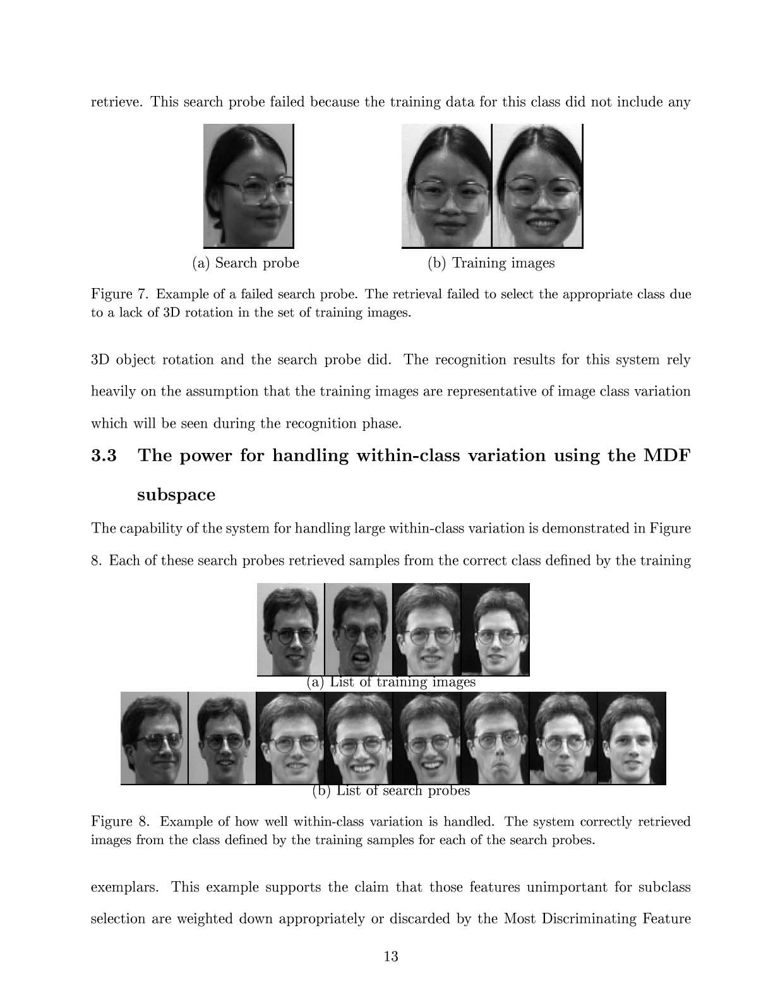 retrieve. This search probe failed because the training data for this class did not include any
(a) Search probe
(b) Training images
Figure 7. Example of a failed search probe. The retrieval failed to select the appropriate class due
to a lack of 3D rotation in the set of training images.
3D object rotation and the search probe did. The recognition results for this system rely
heavily on the assumption that the training images are representative of image class variation
which will be seen during the recognition phase.
3.3 The power for handling within-class variation using the MDF
subspace
The capability of the system for handling large within-class variation is demonstrated in Figure
8. Each of these search probes retrieved samples from the correct class defined by the training
(a) List of training images
(b) List of search probes
Figure 8. Example of how well within-class variation is handled. The system correctly retrieved
images from the class defined by the training samples for each of the search probes.
exemplars. This example supports the claim that those features unimportant for subclass
selection are weighted down appropriately or discarded by the Most Discriminating Feature
13